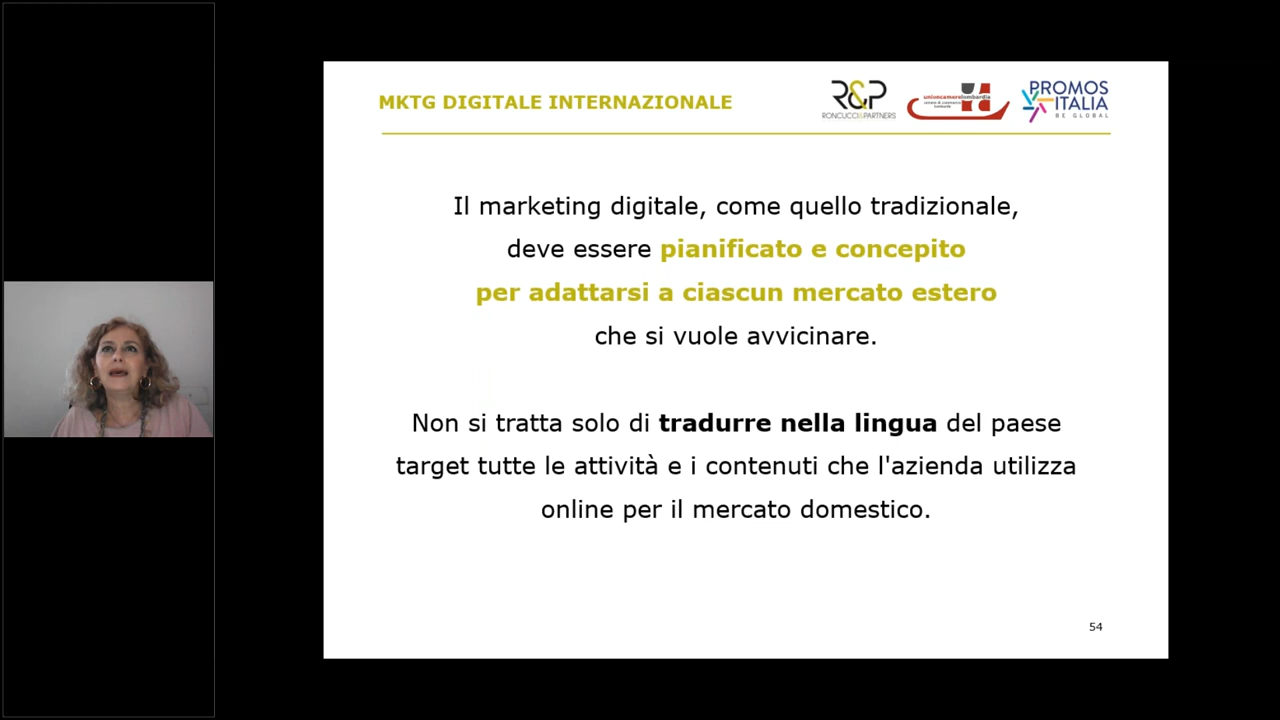 MKTG DIGITALE INTERNAZIONALE
R&P
RONCUCCI&PARTNERS
unioncamerelombardia
PROMOS
ITALIA
BE GLOBAL
Il marketing digitale, come quello tradizionale,
deve essere pianificato e concepito
per adattarsi a ciascun mercato estero
che si vuole avvicinare.
Non si tratta solo di tradurre nella lingua del paese
target tutte le attività e i contenuti che l'azienda utilizza
online per il mercato domestico.
54